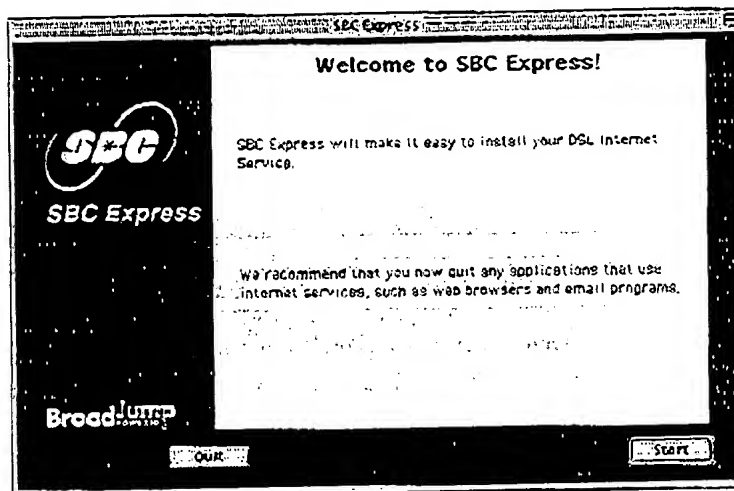 SBC Express
Welcome to SBC Express!
SBC
SBC Express
SBC Express will make it easy to install your DSL Internet
Service.
We recommend that you now quit any applications that use
internet services, such as web browsers and email programs.
BroadJump
Quit
Start